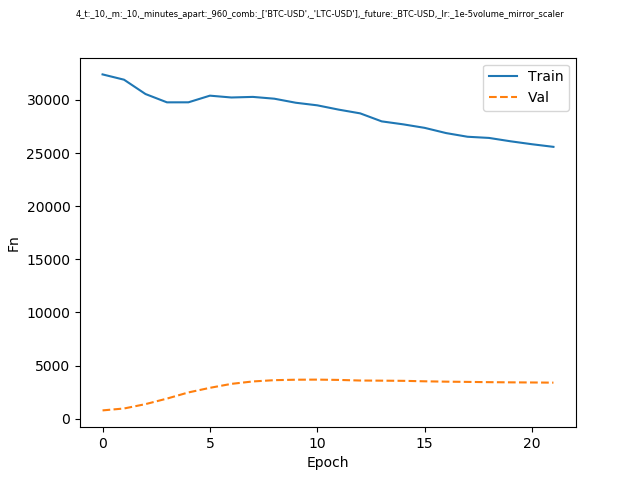 4_t:_10,_m:_10,_minutes_apart:_960_comb:_['BTC-USD',_'LTC-USD'],_future:_BTC-USD,_lr:_1e-5volume_mirror_scaler
Train
Val
30000
25000
20000
15000
10000
5000
0
Fn
0 5 10 15 20
Epoch